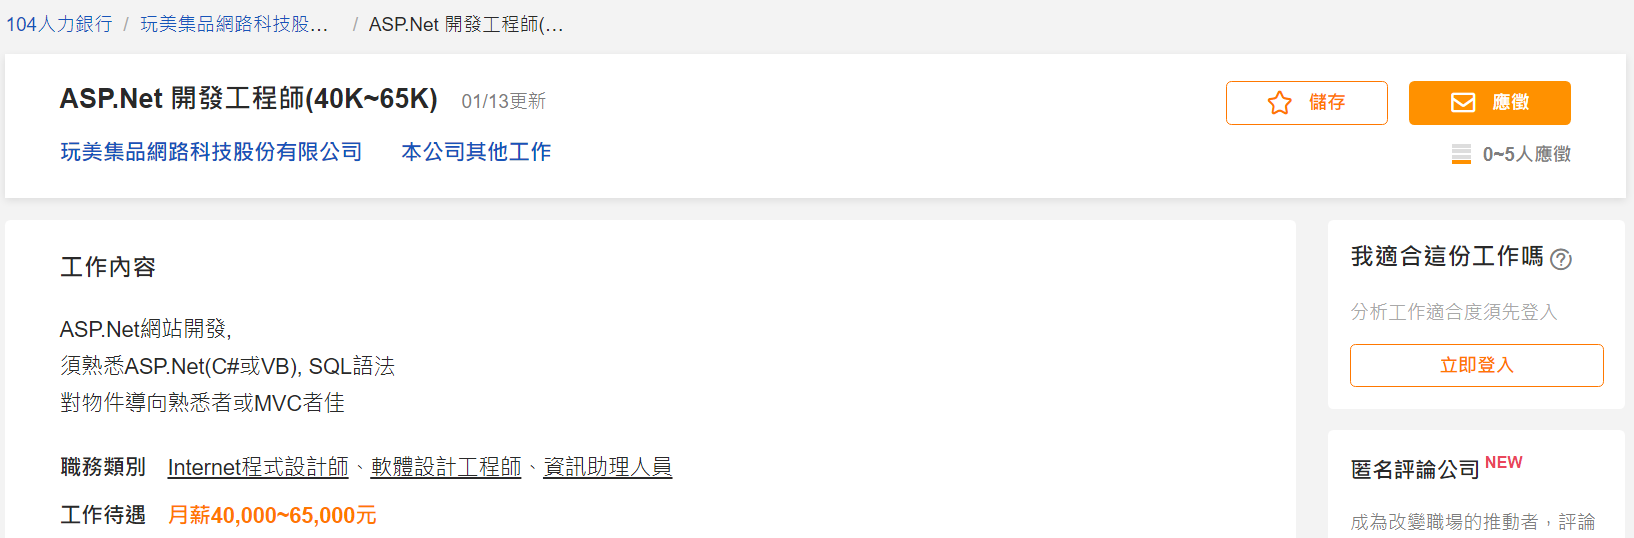 104人力銀行 / 玩美集品網路科技股... / ASP.Net 開發工程師(...
ASP.Net 開發工程師(40K~65K) 01/13更新
儲存
應徵
玩美集品網路科技股份有限公司 本公司其他工作
0~5人應徵
工作內容
ASP.Net網站開發,
須熟悉ASP.Net(C#或VB), SQL語法
對物件導向熟悉者或MVC者佳
職務類別 Internet程式設計師、軟體設計工程師、資訊助理人員
工作待遇 月薪40,000~65,000元
我適合這份工作嗎 ?
分析工作適合度須先登入
立即登入
匿名評論公司 NEW
成為改變職場的推動者，評論